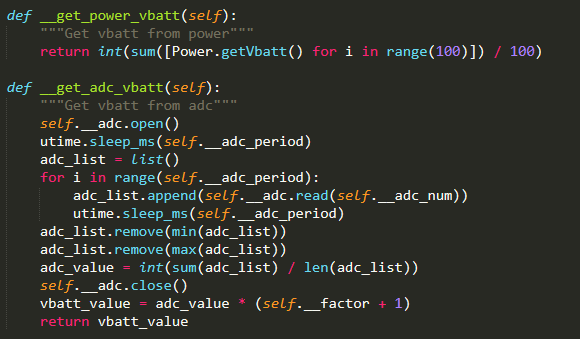 def __get_power_vbatt(self):
    """Get vbatt from power"""
    return int(sum([Power.getVbatt() for i in range(100)]) / 100)

def __get_adc_vbatt(self):
    """Get vbatt from adc"""
    self.__adc.open()
    utime.sleep_ms(self.__adc_period)
    adc_list = list()
    for i in range(self.__adc_period):
        adc_list.append(self.__adc.read(self.__adc_num))
        utime.sleep_ms(self.__adc_period)
    adc_list.remove(min(adc_list))
    adc_list.remove(max(adc_list))
    adc_value = int(sum(adc_list) / len(adc_list))
    self.__adc.close()
    vbatt_value = adc_value * (self.__factor + 1)
    return vbatt_value